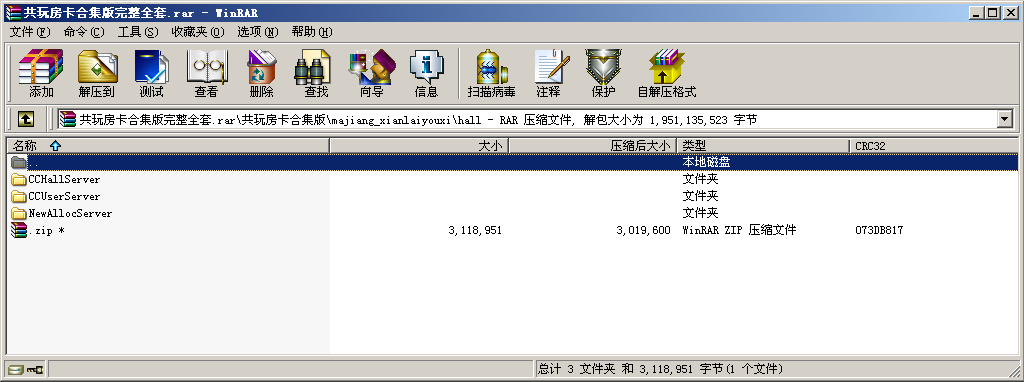 共玩房卡合集版完整全套.rar - WinRAR
文件(F) 命令(C) 工具(S) 收藏夹(O) 选项(N) 帮助(H)
添加 解压到 测试 查看 删除 查找 向导 信息 扫描病毒 注释 保护 自解压格式
共玩房卡合集版完整全套.rar\共玩房卡合集版\majiang_xianlaiyouxi\hall - RAR 压缩文件, 解包大小为 1,951,135,523 字节
名称 大小 压缩后大小 类型 CRC32
.. 本地磁盘
CCHallServer 文件夹
CCUserServer 文件夹
NewAllocServer 文件夹
.zip * 3,118,951 3,019,600 WinRAR ZIP 压缩文件 073DB817
总计 3 文件夹 和 3,118,951 字节(1 个文件)